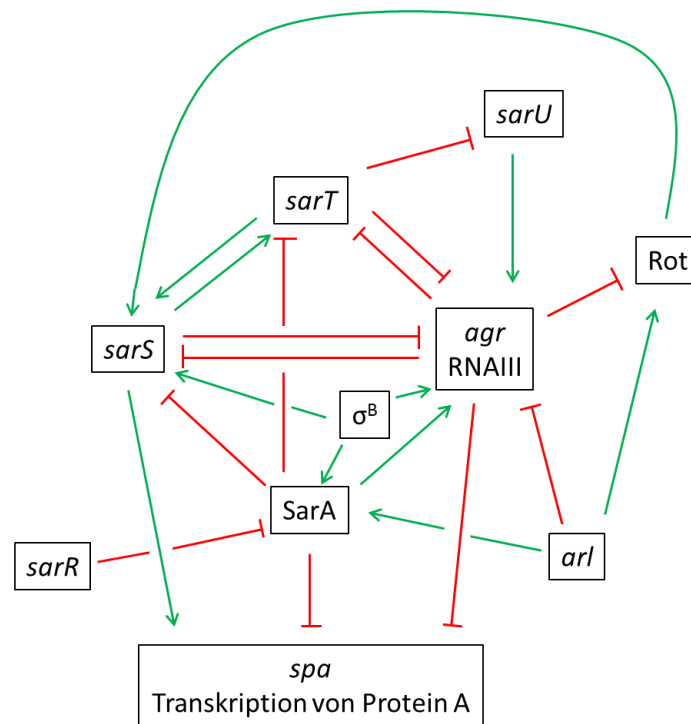 sarU
sarT
Rot
agr
RNAIII
sarS
σᴮ
SarA
sarR
arl
spa
Transkription von Protein A